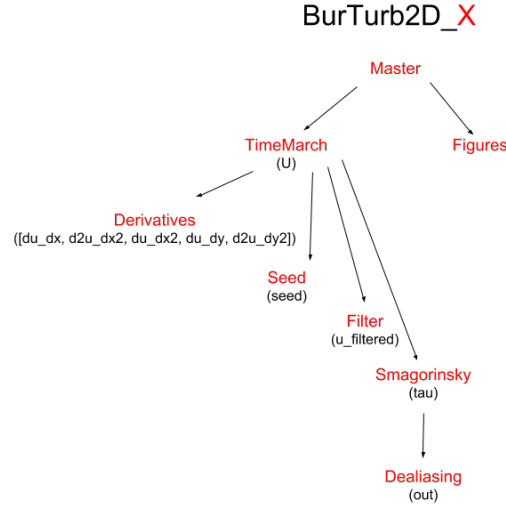 BurTurb2D_X
Master
TimeMarch
(U)
Figures
Derivatives
([du_dx, d2u_dx2, du_dx2, du_dy, d2u_dy2])
Seed
(seed)
Filter
(u_filtered)
Smagorinsky
(tau)
Dealiasing
(out)